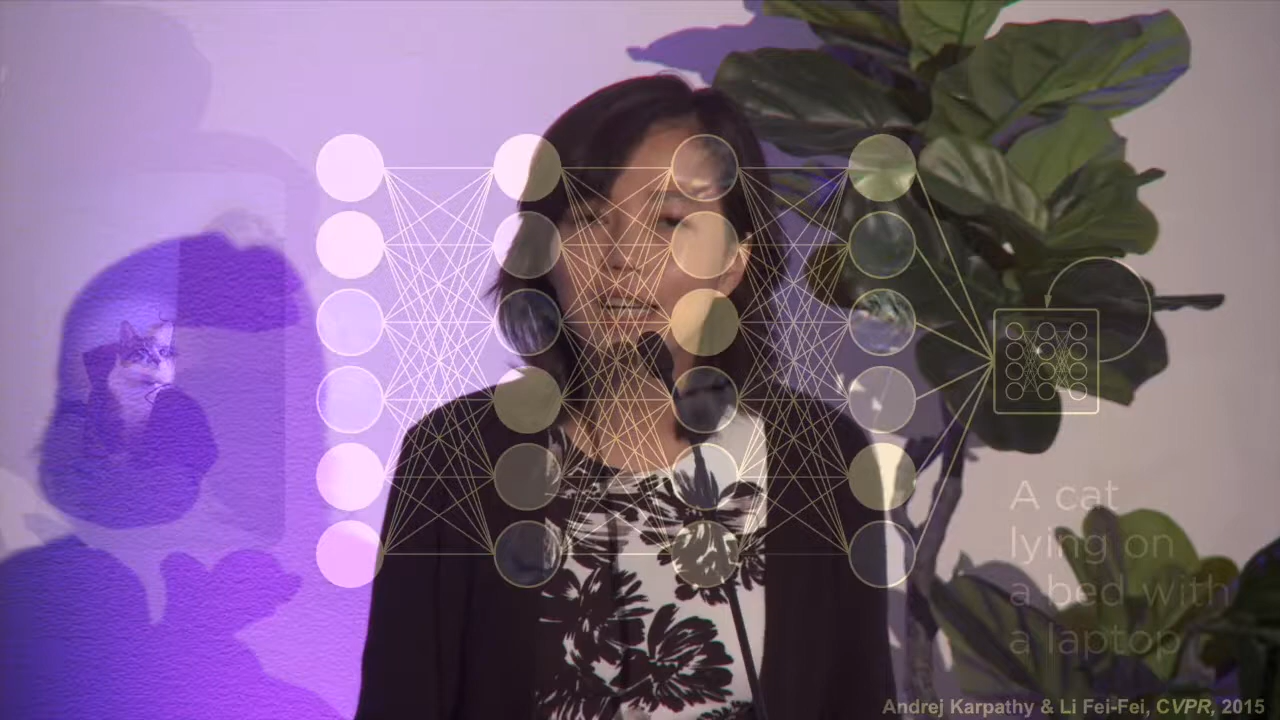 A cat
lying on
a bed with
a laptop
Andrej Karpathy & Li Fei-Fei, CVPR, 2015